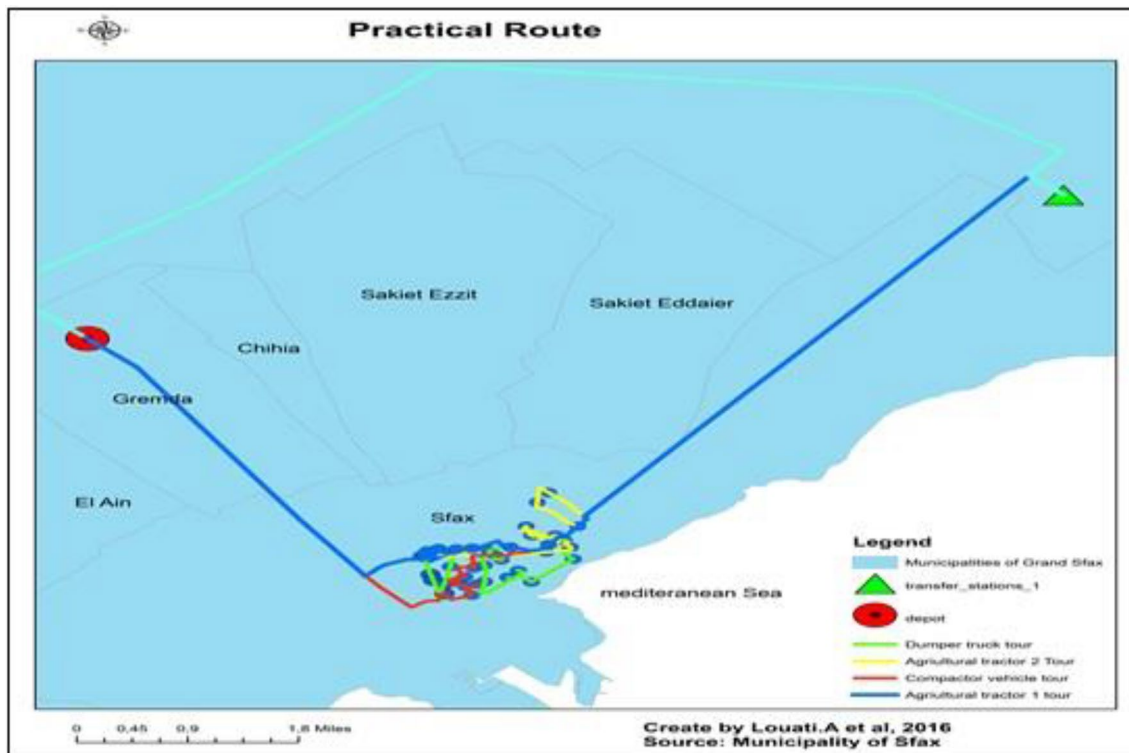 Practical Route
Sakiet Ezzit
Sakiet Eddaier
Chihia
Gremda
El Ain
Sfax
mediteranean Sea
Legend
Municipalities of Grand Sfax
transfer_stations_1
depot
Dumper truck tour
Agriultural tractor 2 Tour
Compactor vehicle tour
Agriultural tractor 1 tour
0 0,45 0,9 1,8 Miles
Create by Louati.A et al, 2016
Source: Municipality of Sfax